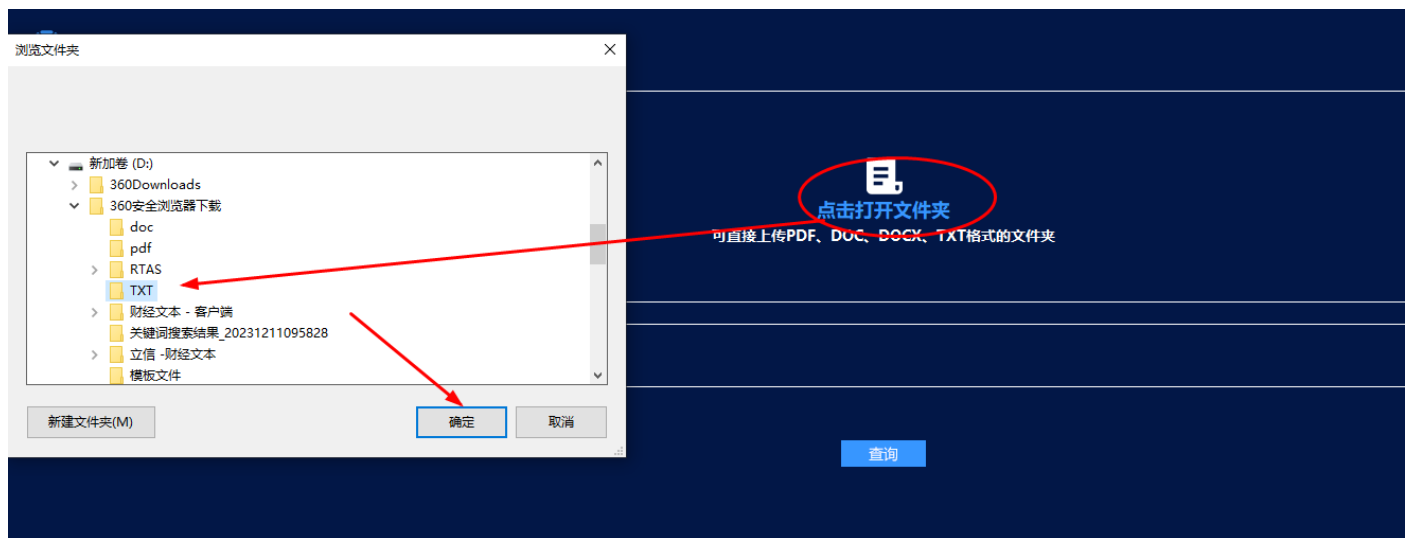 浏览文件夹
新加卷 (D:)
360Downloads
360安全浏览器下载
doc
pdf
RTAS
TXT
财经文本 - 客户端
关键词搜索结果_20231211095828
立信 -财经文本
模板文件
新建文件夹(M)
确定
取消
点击打开文件夹
可直接上传PDF、DOC、DOCX、TXT格式的文件夹
查询